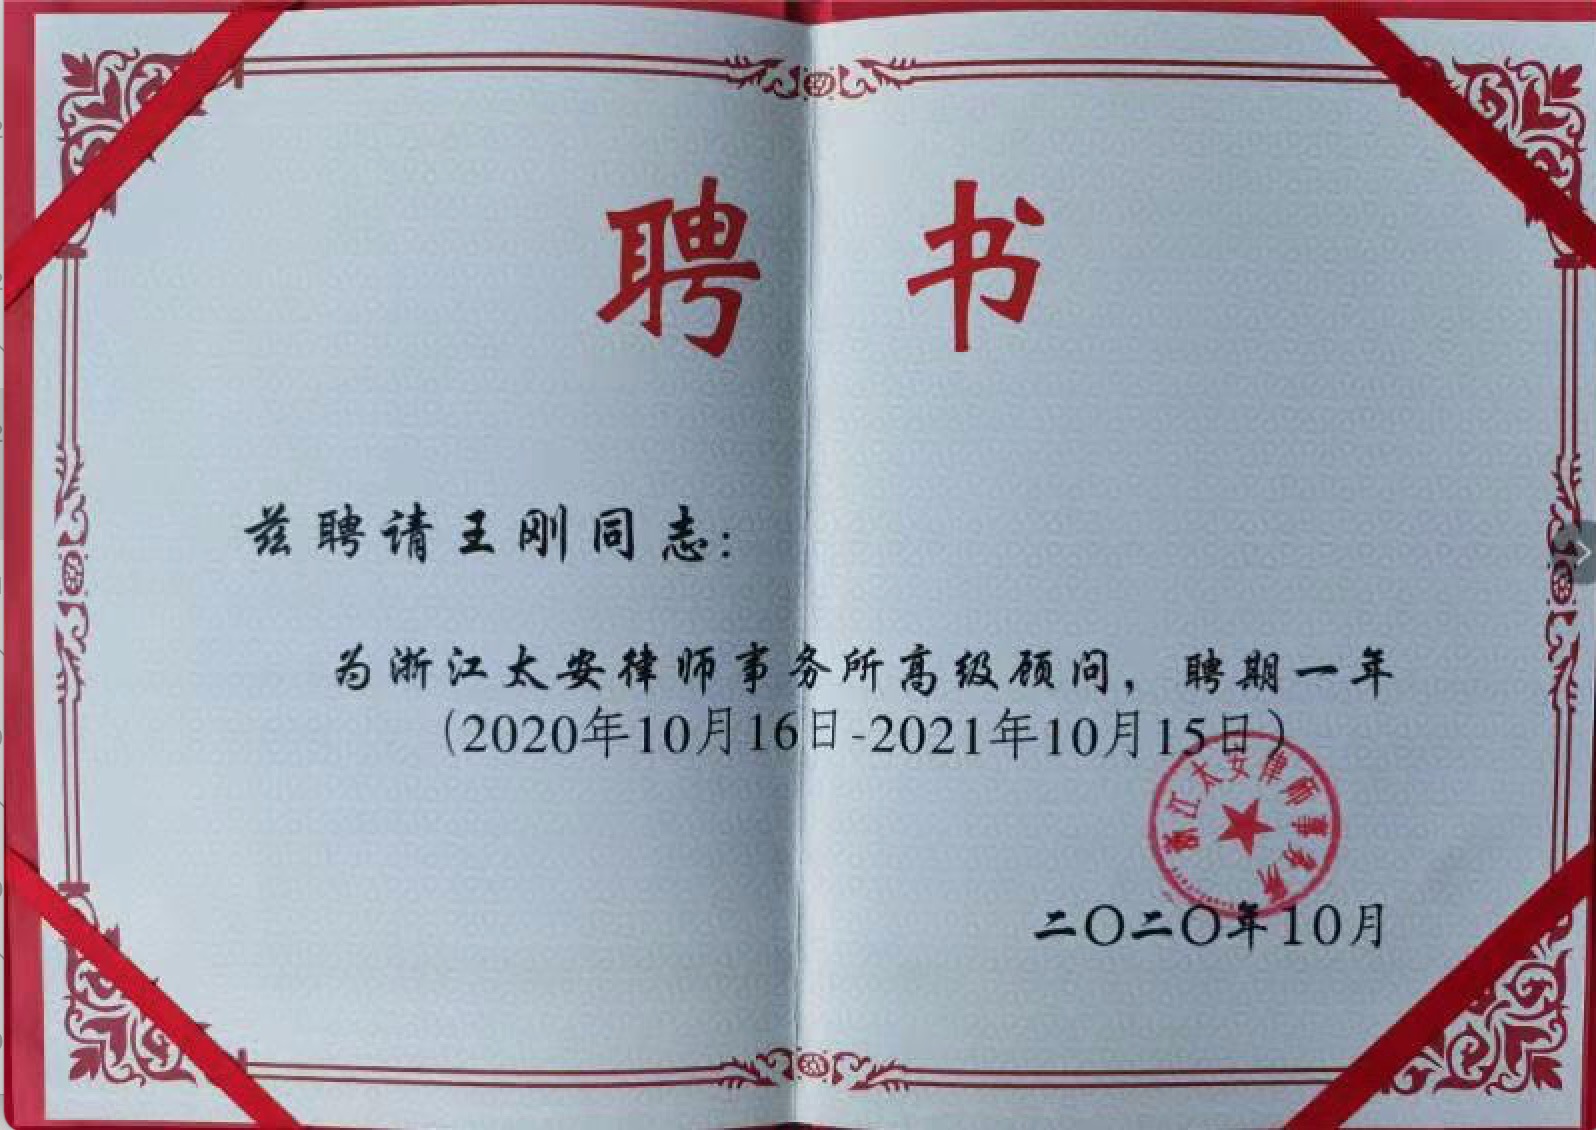 聘书
兹聘请王刚同志：
为浙江太安律师事务所高级顾问，聘期一年
(2020年10月16日-2021年10月15日)
浙江太安律师事务所
二〇二〇年10月